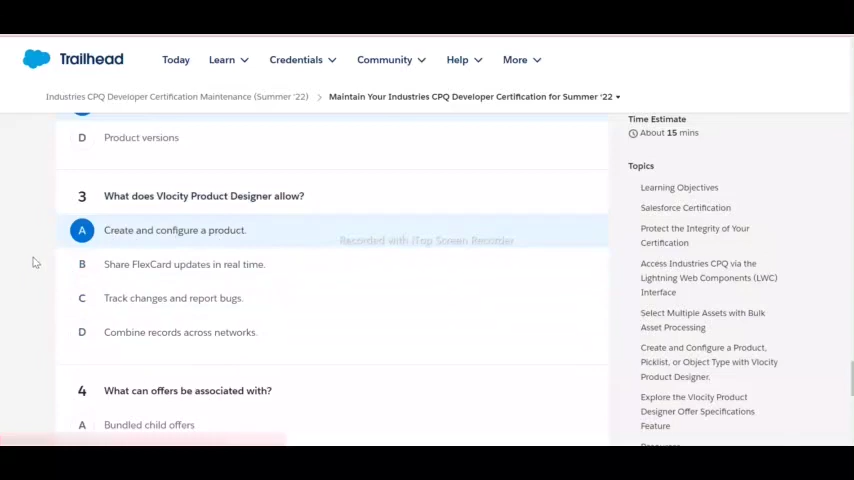 Trailhead
Today Learn Credentials Community Help More
Industries CPQ Developer Certification Maintenance (Summer '22) > Maintain Your Industries CPQ Developer Certification for Summer '22
D Product versions
3 What does Vlocity Product Designer allow?
A Create and configure a product.
B Share FlexCard updates in real time.
C Track changes and report bugs.
D Combine records across networks.
4 What can offers be associated with?
A Bundled child offers
Recorded with iTop Screen Recorder
Time Estimate
About 15 mins
Topics
Learning Objectives
Salesforce Certification
Protect the Integrity of Your
Certification
Access Industries CPQ via the
Lightning Web Components (LWC)
Interface
Select Multiple Assets with Bulk
Asset Processing
Create and Configure a Product,
Picklist, or Object Type with Vlocity
Product Designer.
Explore the Vlocity Product
Designer Offer Specifications
Feature